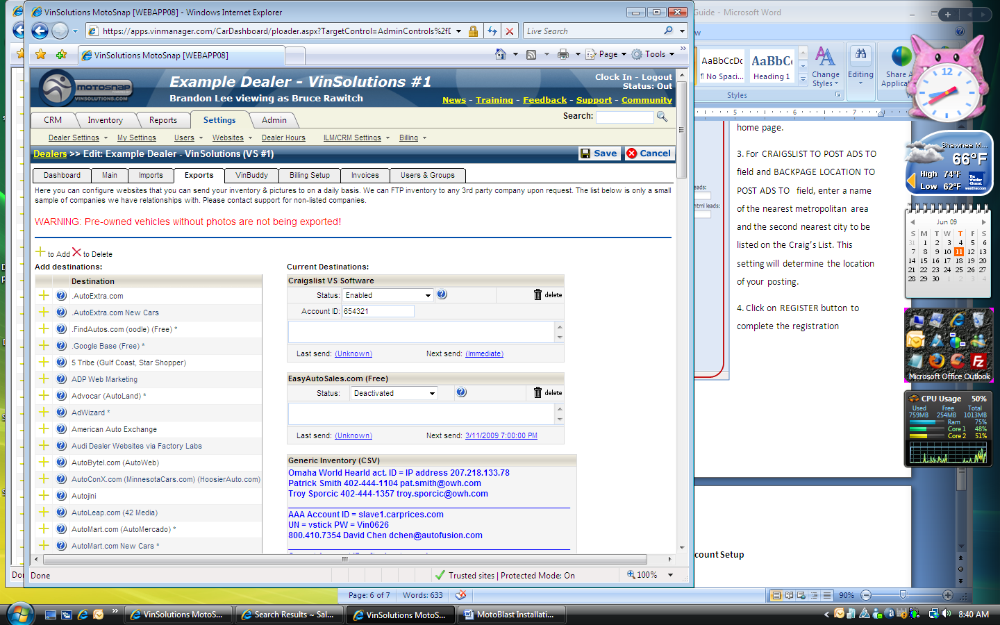 VinSolutions MotoSnap [WEBAPP08] - Windows Internet Explorer
https://apps.vinmanager.com/CarDashboard/ploader.aspx?TargetControl=AdminControls%2fD
Live Search
VinSolutions MotoSnap [WEBAPP08]
Page
Tools
MOTOSNAP
VINSOLUTIONS.COM
Example Dealer - VinSolutions #1
Brandon Lee viewing as Bruce Rawitch
Clock In - Logout
Status: Out
News - Training - Feedback - Support - Community
CRM
Inventory
Reports
Settings
Admin
Search:
Dealer Settings
My Settings
Users
Websites
Dealer Hours
ILM/CRM Settings
Billing
Dealers >> Edit: Example Dealer - VinSolutions (VS #1)
Save
Cancel
Dashboard
Main
Imports
Exports
VinBuddy
Billing Setup
Invoices
Users & Groups
Here you can configure websites that you can send your inventory & pictures to on a daily basis. We can FTP inventory to any 3rd party company upon request. The list below is only a small
sample of companies we have relationships with. Please contact support for non-listed companies.
WARNING: Pre-owned vehicles without photos are not being exported!
to Add
to Delete
Add destinations:
Destination
.AutoExtra.com
.AutoExtra.com New Cars
.FindAutos.com (oodle) (Free) *
.Google Base (Free) *
5 Tribe (Gulf Coast, Star Shopper)
ADP Web Marketing
Advocar (AutoLand) *
AdWizard *
American Auto Exchange
Audi Dealer Websites via Factory Labs
AutoBytel.com (AutoWeb)
AutoConX.com (MinnesotaCars.com) (HoosierAuto.com)
Autojini
AutoLeap.com (42 Media)
AutoMart.com (AutoMercado) *
AutoMart.com New Cars *
Current Destinations:
Craigslist VS Software
Status:
Enabled
delete
Account ID:
654321
Last send: (Unknown)
Next send: (Immediate)
EasyAutoSales.com (Free)
Status:
Deactivated
delete
Last send: (Unknown)
Next send: 3/11/2009 7:00:00 PM
Generic Inventory (CSV)
Omaha World Hearld act. ID = IP address 207.218.133.78
Patrick Smith 402-444-1104 pat.smith@owh.com
Troy Sporcic 402-444-1357 troy.sporcic@owh.com
AAA Account ID = slave1.carprices.com
UN = vstick PW = Vin0626
800.410.7354 David Chen dchen@autofusion.com
Done
Trusted sites | Protected Mode: On
100%
Guide - Microsoft Word
AaBbCcDc
AaBbC
¶ No Spaci...
Heading 1
Change
Styles
Editing
Share
Styles
5 6 7
home page.
3. For CRAIGSLIST TO POST ADS TO
field and BACKPAGE LOCATION TO
POST ADS TO field, enter a name
of the nearest metropolitan area
and the second nearest city to be
listed on the Craig's List. This
setting will determine the location
of your posting.
4. Click on REGISTER button to
complete the registration
leads:
html leads:
count Setup
Page: 6 of 7
Words: 633
90%
12
Shawnee M...
66°F
High 74°F
Low 62°F
The Weather Channel
weather.com
Jun 09
S M T W T F S
31 1 2 3 4 5 6
7 8 9 10 11 12 13
14 15 16 17 18 19 20
21 22 23 24 25 26 27
28 29 30 1 2 3 4
Microsoft Office Outlook
CPU Usage 50%
Used Free Total
759MB 254MB 1013MB
Ram 75%
Core 1 48%
Core 2 51%
VinSolutions MotoS...
Search Results ~ Sal...
VinSolutions MotoS...
MotoBlast Installati...
8:40 AM